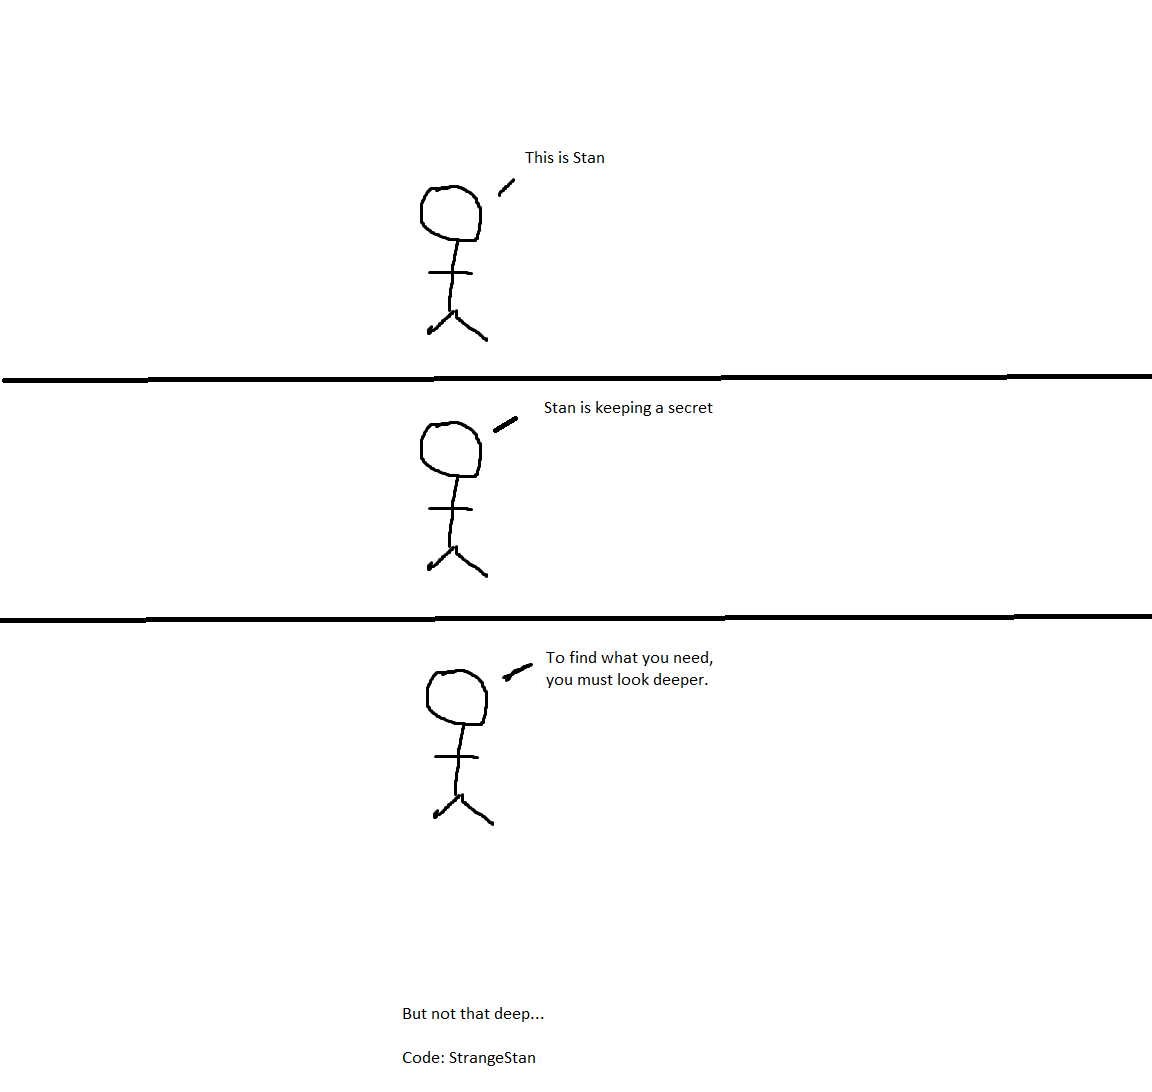 This is Stan
Stan is keeping a secret
To find what you need,
you must look deeper.
But not that deep...
Code: StrangeStan